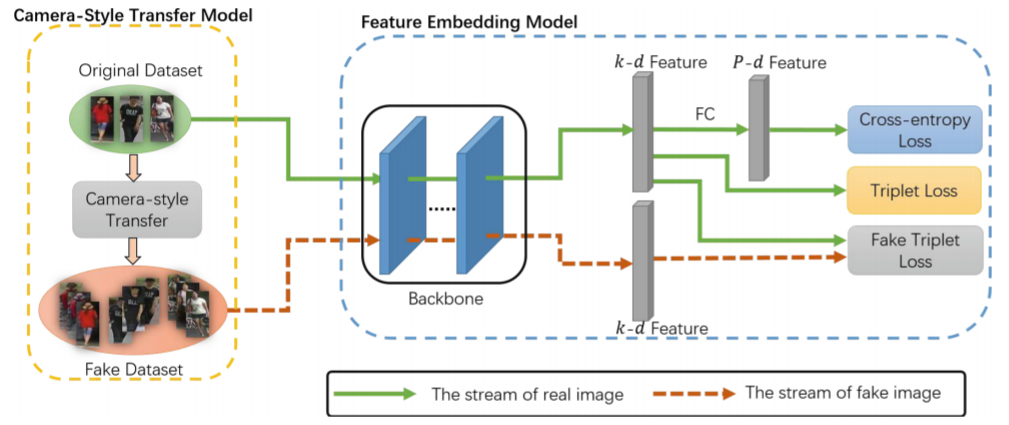 Camera-Style Transfer Model
Feature Embedding Model
Original Dataset
k-d Feature
P-d Feature
FC
Cross-entropy
Loss
Camera-style
Transfer
Triplet Loss
Fake Triplet
Loss
......
Backbone
k-d Feature
Fake Dataset
The stream of real image
The stream of fake image